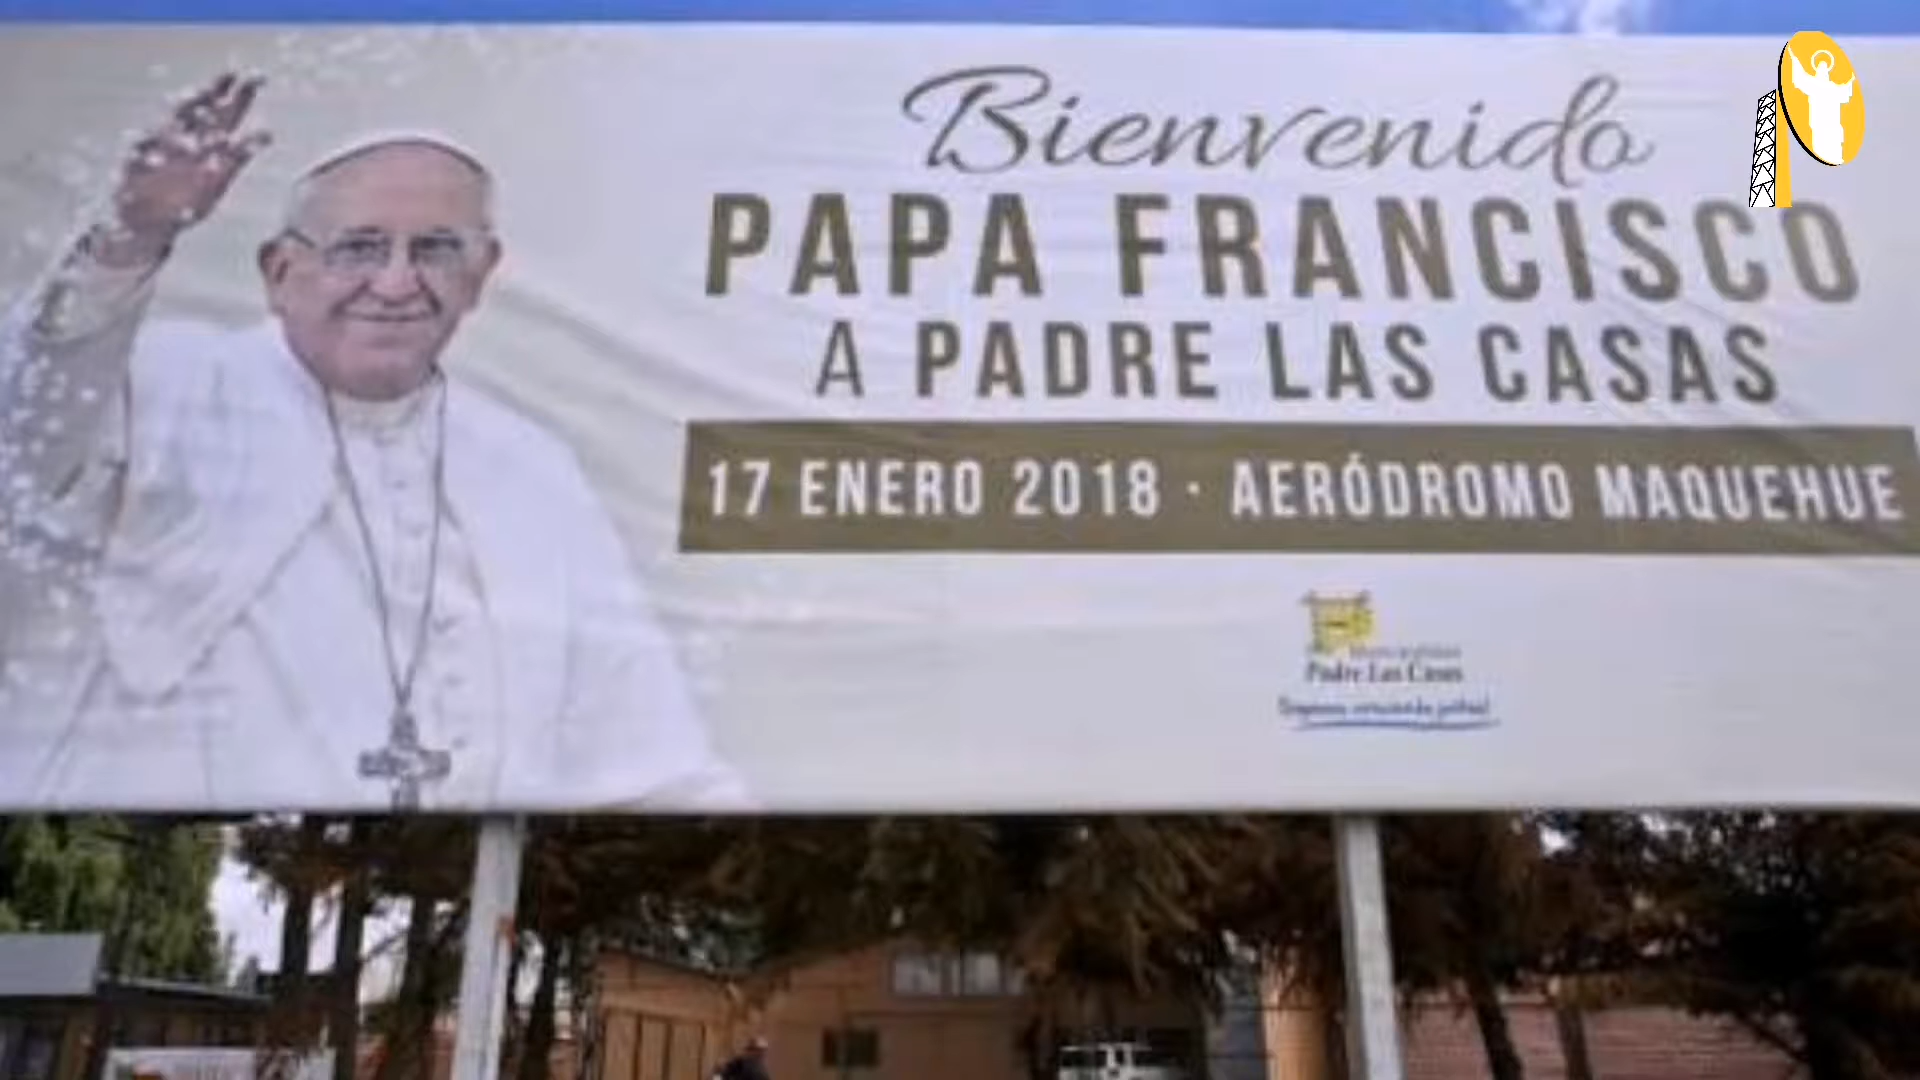 Bienvenido
PAPA FRANCISCO
A PADRE LAS CASAS
17 ENERO 2018 · AERÓDROMO MAQUEHUE
Padre Las Casas